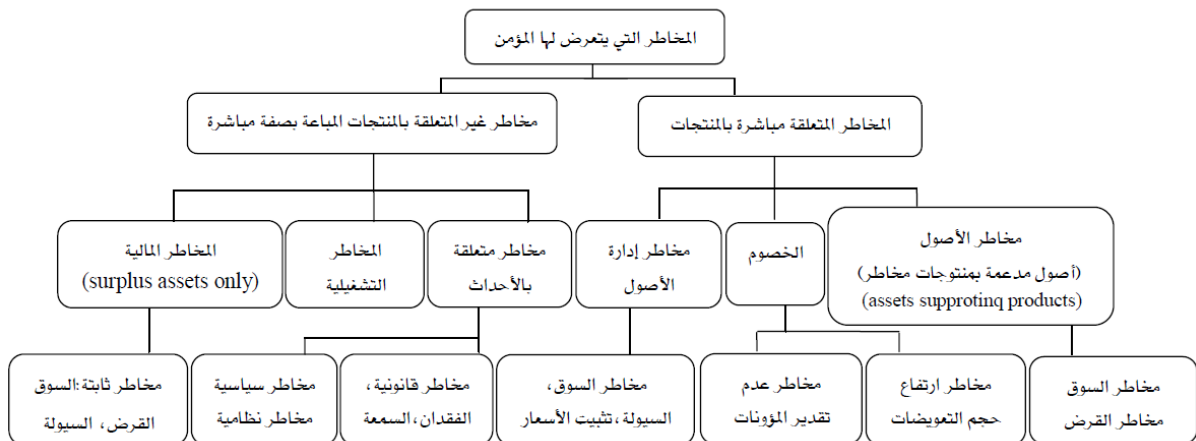 المخاطر التي يتعرض لها المؤمن
المخاطر المتعلقة مباشرة بالمنتجات
مخاطر غير المتعلقة بالمنتجات المباعة بصفة مباشرة
مخاطر الأصول
(أصول مدعمة بمنتوجات مخاطر)
(assets supprotinq products)
الخصوم
مخاطر إدارة
الأصول
مخاطر متعلقة
بالأحداث
المخاطر
التشغيلية
المخاطر المالية
(surplus assets only)
مخاطر السوق
مخاطر القرض
مخاطر ارتفاع
حجم التعويضات
مخاطر عدم
تقدير المؤونات
مخاطر السوق،
السيولة، تثبيت الأسعار
مخاطر قانونية،
الفقدان، السمعة
مخاطر سياسية
مخاطر نظامية
مخاطر ثابتة:السوق
القرض، السيولة